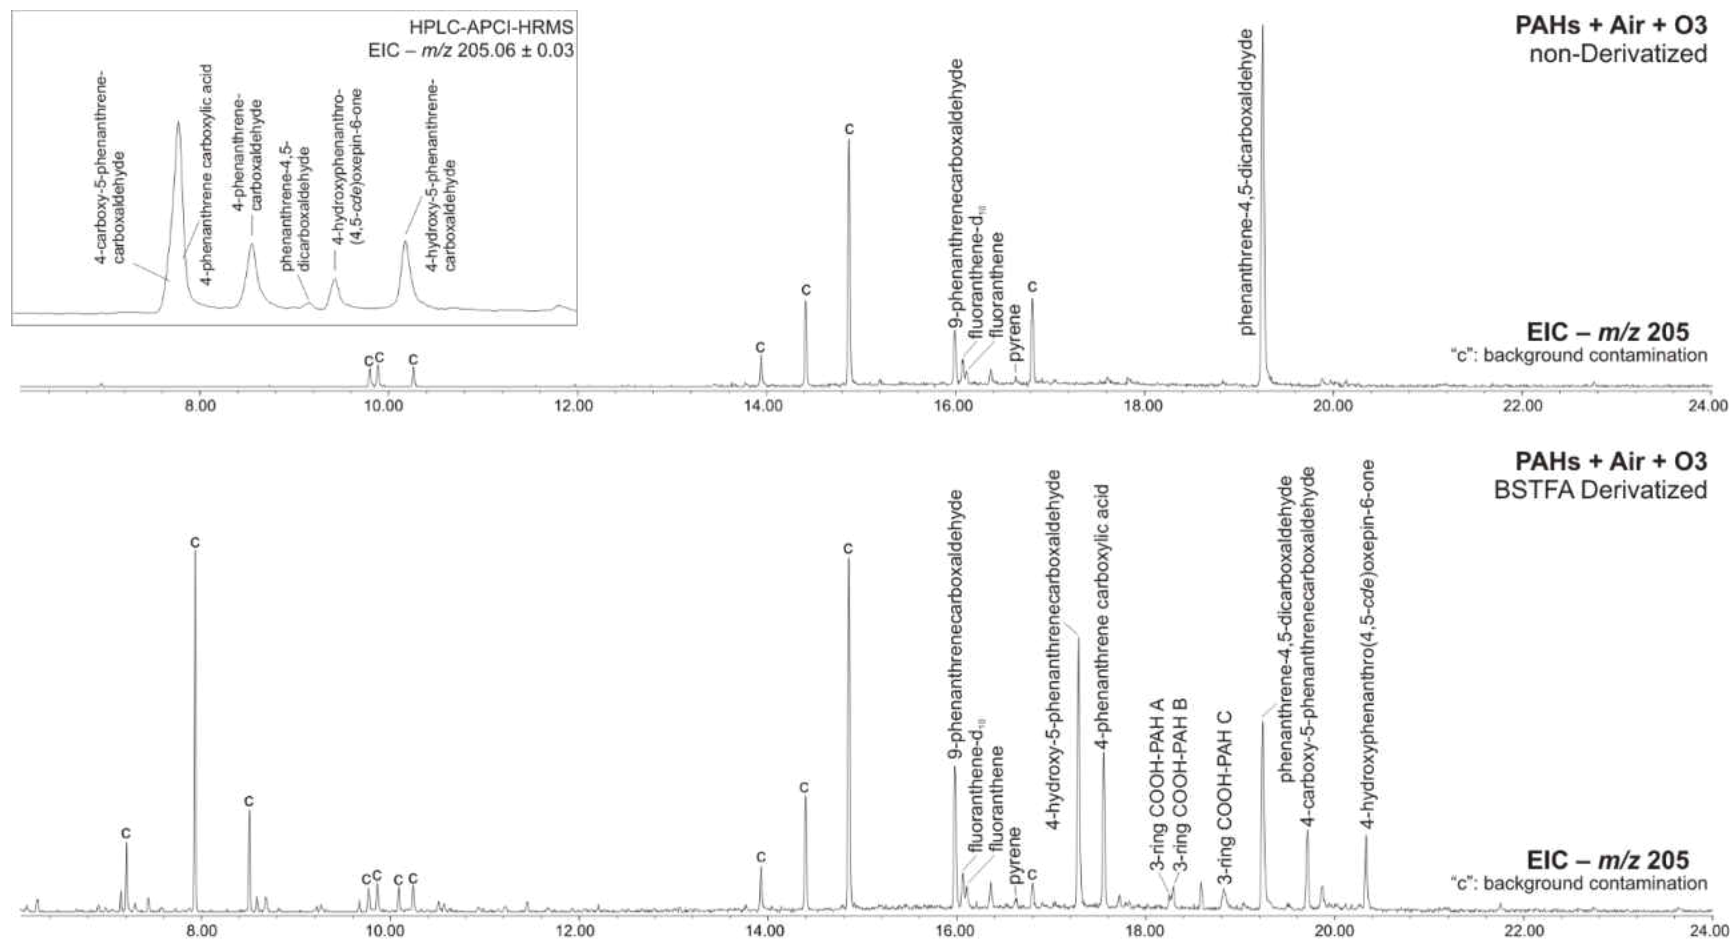 HPLC-APCI-HRMS
EIC – m/z 205.06 ± 0.03
4-carboxy-5-phenanthrene-
carboxaldehyde
4-phenanthrene carboxylic acid
4-phenanthrene-
carboxaldehyde
phenanthrene-4,5-
dicarboxaldehyde
4-hydroxyphenanthro-
(4,5-cde)oxepin-6-one
4-hydroxy-5-phenanthrene-
carboxaldehyde
PAHs + Air + O3
non-Derivatized
c
c
c
c
c
c
9-phenanthrenecarboxaldehyde
fluoranthene-d10
fluoranthene
pyrene
c
phenanthrene-4,5-dicarboxaldehyde
EIC – m/z 205
"c": background contamination
8.00 10.00 12.00 14.00 16.00 18.00 20.00 22.00 24.00
PAHs + Air + O3
BSTFA Derivatized
c
c
c
c
c
c
c
c
c
c
9-phenanthrenecarboxaldehyde
fluoranthene-d10
fluoranthene
pyrene
c
4-hydroxy-5-phenanthrenecarboxaldehyde
4-phenanthrene carboxylic acid
3-ring COOH-PAH A
3-ring COOH-PAH B
3-ring COOH-PAH C
phenanthrene-4,5-dicarboxaldehyde
4-carboxy-5-phenanthrenecarboxaldehyde
4-hydroxyphenanthro(4,5-cde)oxepin-6-one
EIC – m/z 205
"c": background contamination
8.00 10.00 12.00 14.00 16.00 18.00 20.00 22.00 24.00